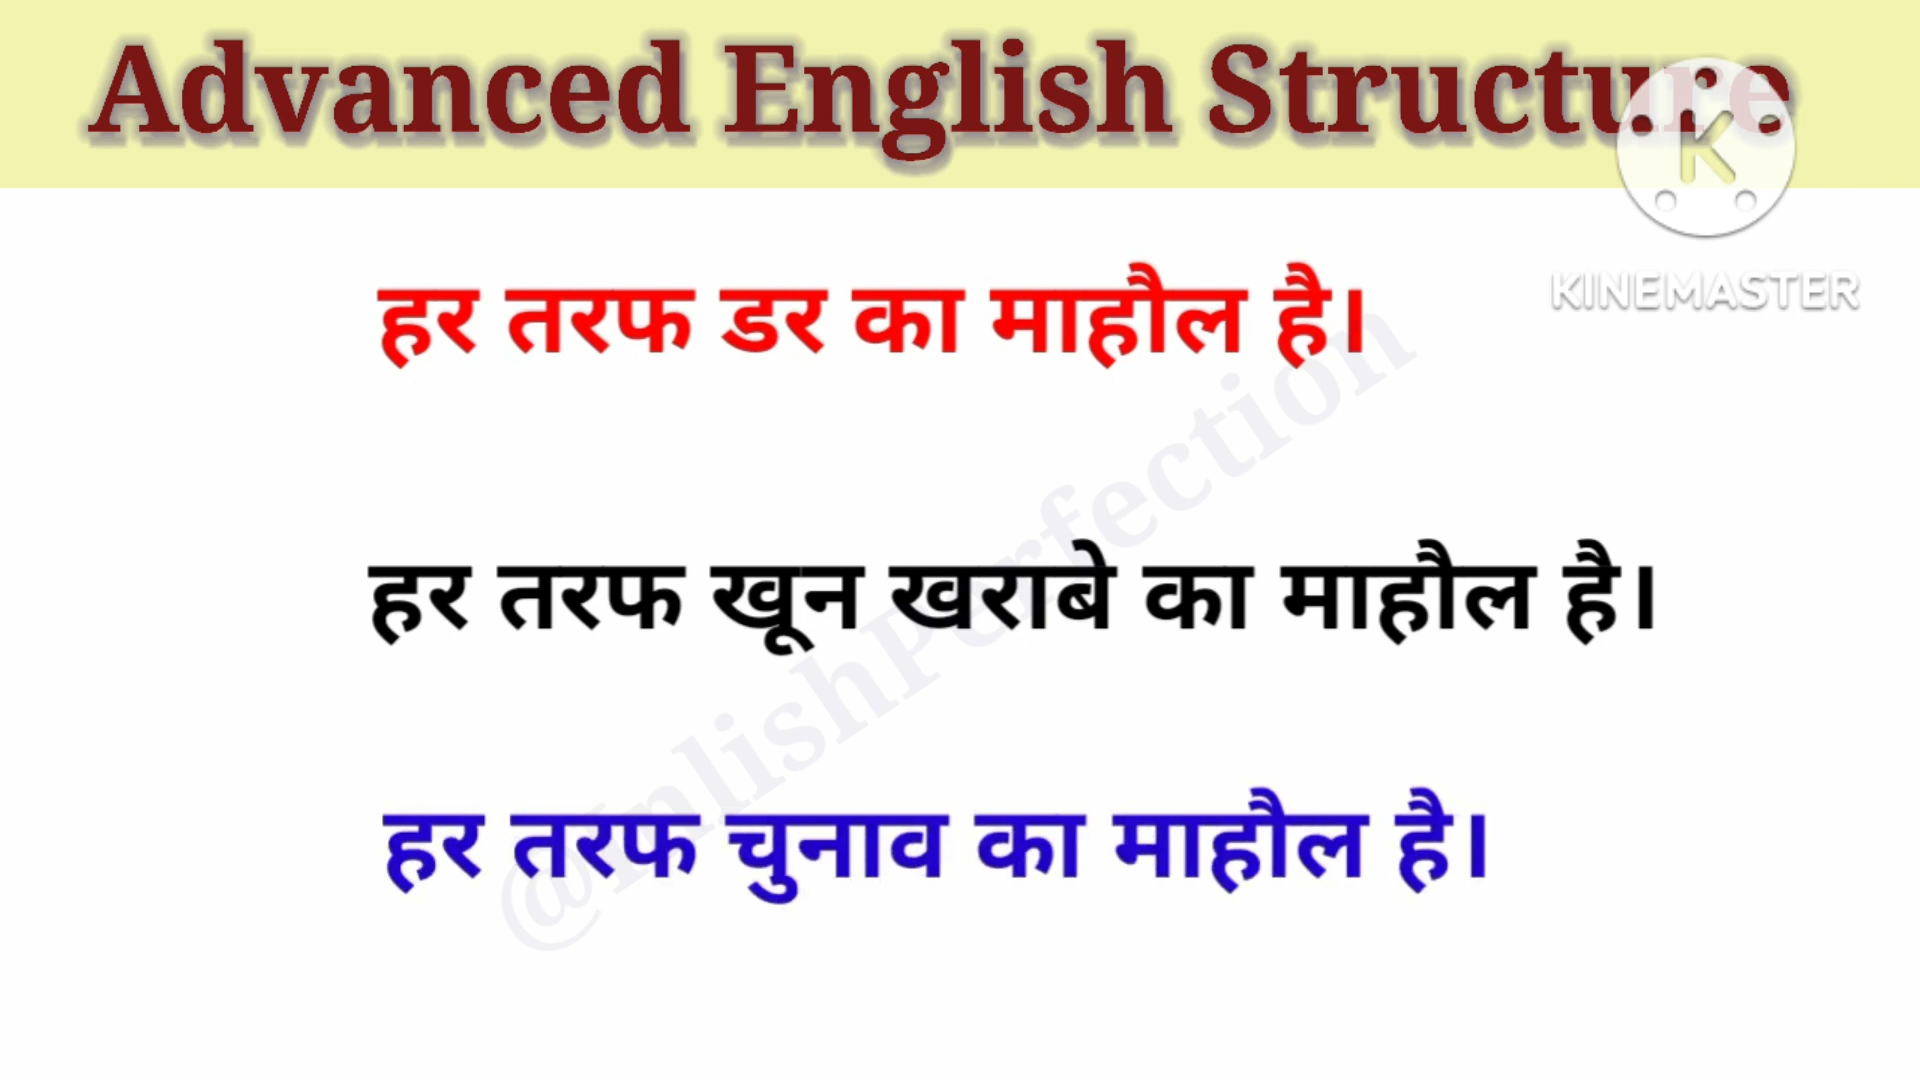 Advanced English Structure
KINEMASTER
हर तरफ डर का माहौल है।
हर तरफ खून खराबे का माहौल है।
हर तरफ चुनाव का माहौल है।